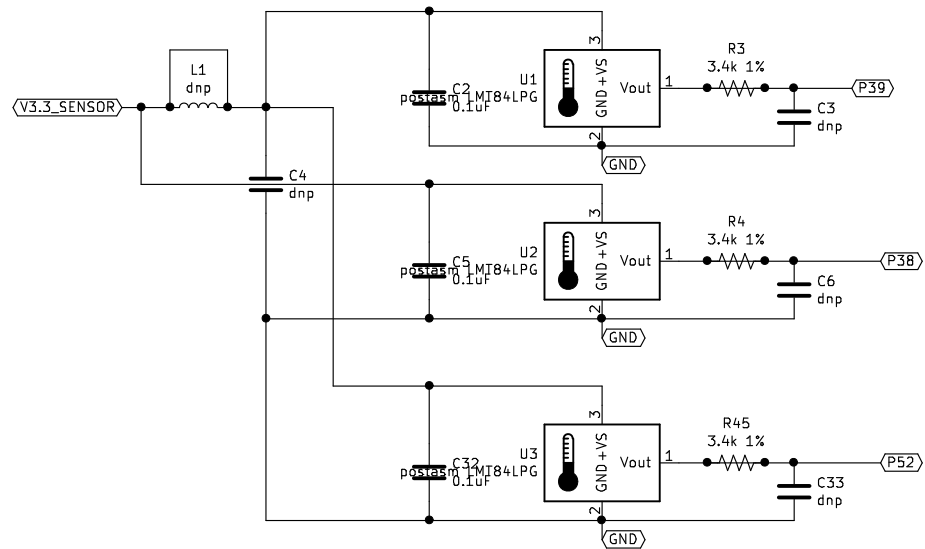 V3.3_SENSOR
L1
dnp
C4
dnp
C2
postasm
0.1uF
U1
LMT84LPG
3
GND +VS
Vout
1
2
GND
R3
3.4k 1%
C3
dnp
P39
C5
postasm
0.1uF
U2
LMT84LPG
3
GND +VS
Vout
1
2
GND
R4
3.4k 1%
C6
dnp
P38
C32
postasm
0.1uF
U3
LMT84LPG
3
GND +VS
Vout
1
2
GND
R45
3.4k 1%
C33
dnp
P52